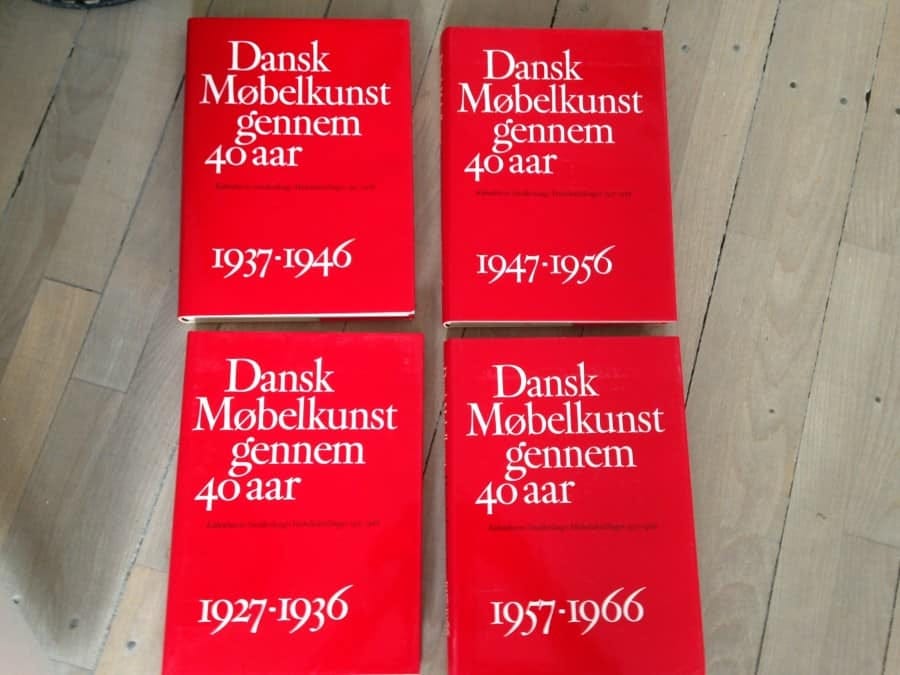 Dansk
Møbelkunst
gennem
40 aar
1937-1946
Dansk
Møbelkunst
gennem
40 aar
1947-1956
Dansk
Møbelkunst
gennem
40 aar
1927-1936
Dansk
Møbelkunst
gennem
40 aar
1957-1966